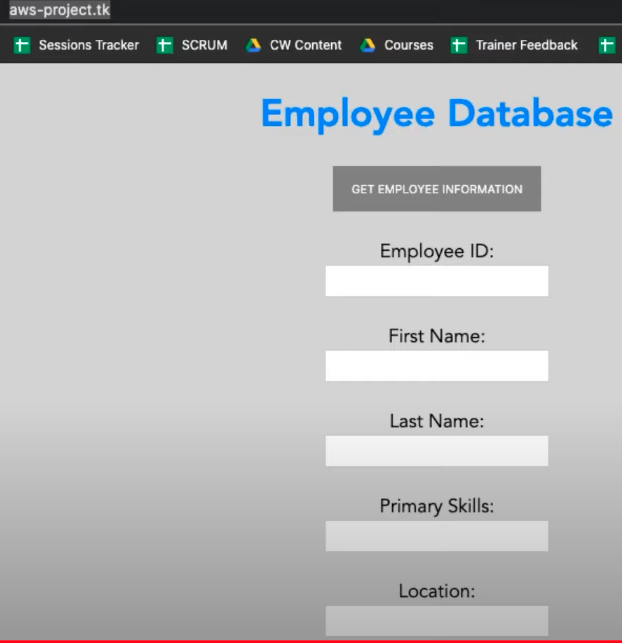 aws-project.tk
Sessions Tracker SCRUM CW Content Courses Trainer Feedback
Employee Database
GET EMPLOYEE INFORMATION
Employee ID:
First Name:
Last Name:
Primary Skills:
Location: